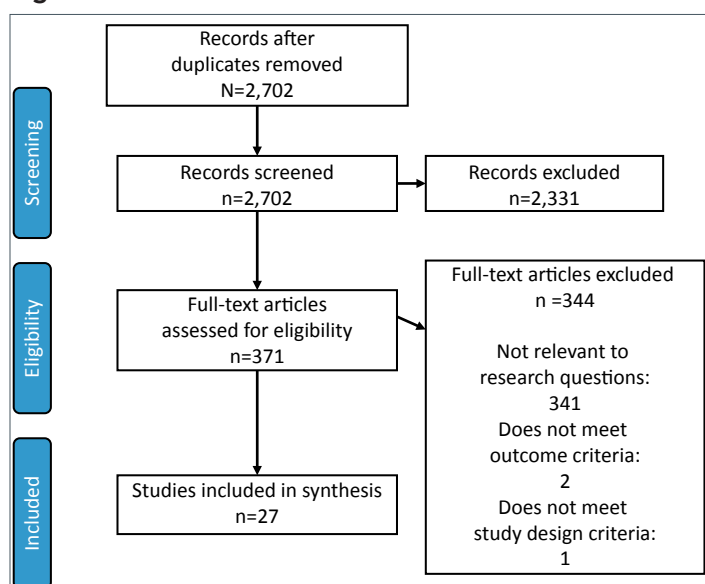 Records after
duplicates removed
N=2,702
Screening
Records screened
n=2,702
Records excluded
n=2,331
Eligibility
Full-text articles
assessed for eligibility
n=371
Full-text articles excluded
n =344
Not relevant to
research questions:
341
Does not meet
outcome criteria:
2
Does not meet
study design criteria:
1
Included
Studies included in synthesis
n=27